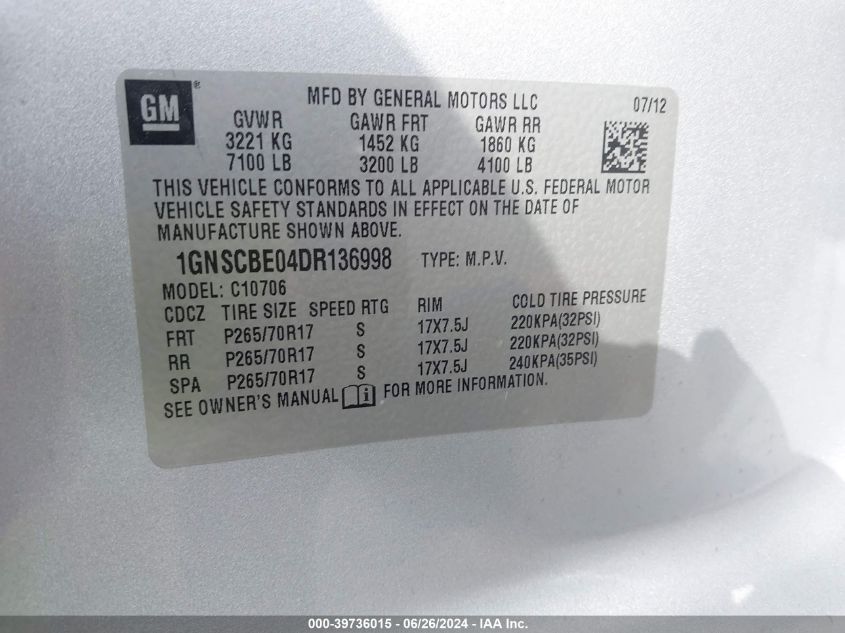 GM ®
MFD BY GENERAL MOTORS LLC 07/12
GVWR GAWR FRT GAWR RR
3221 KG 1452 KG 1860 KG
7100 LB 3200 LB 4100 LB
THIS VEHICLE CONFORMS TO ALL APPLICABLE U.S. FEDERAL MOTOR
VEHICLE SAFETY STANDARDS IN EFFECT ON THE DATE OF
MANUFACTURE SHOWN ABOVE.
1GNSCBE04DR136998 TYPE: M.P.V.
MODEL: C10706
CDCZ TIRE SIZE SPEED RTG RIM COLD TIRE PRESSURE
FRT P265/70R17 S 17X7.5J 220KPA(32PSI)
RR P265/70R17 S 17X7.5J 220KPA(32PSI)
SPA P265/70R17 S 17X7.5J 240KPA(35PSI)
SEE OWNER'S MANUAL i FOR MORE INFORMATION.
000-39736015 - 06/26/2024 - IAA Inc.